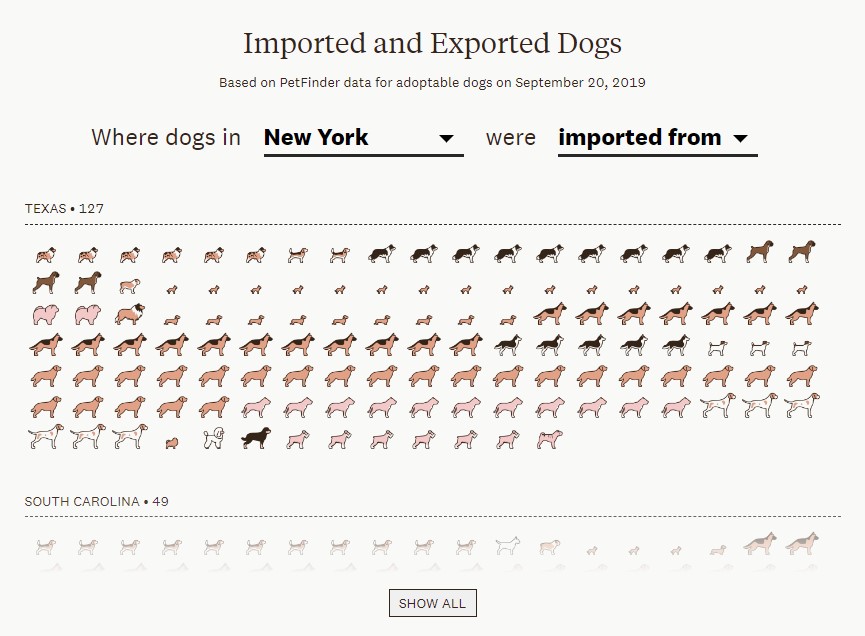 Imported and Exported Dogs
Based on PetFinder data for adoptable dogs on September 20, 2019
Where dogs in New York were imported from
TEXAS • 127
SOUTH CAROLINA • 49
SHOW ALL